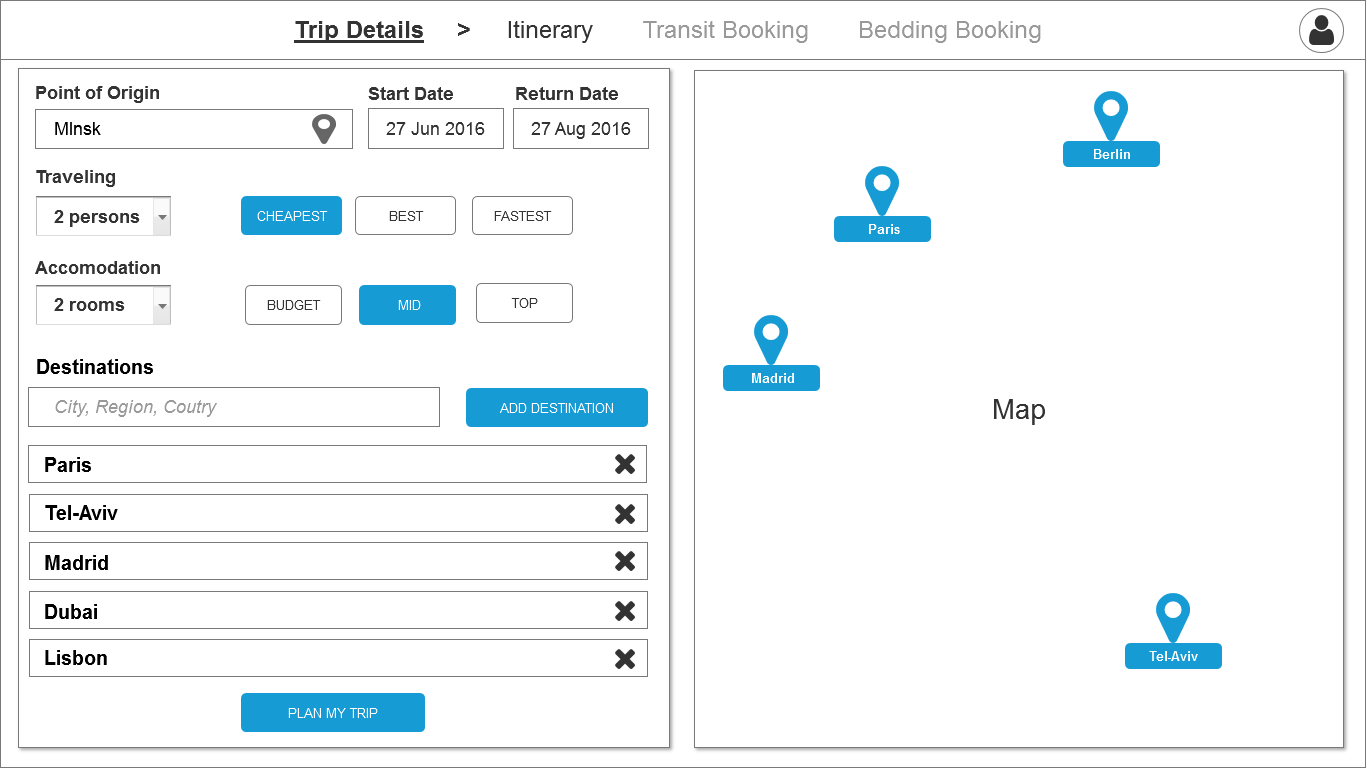 Trip Details > Itinerary Transit Booking Bedding Booking
Point of Origin Start Date Return Date
MInsk 27 Jun 2016 27 Aug 2016
Traveling
2 persons CHEAPEST BEST FASTEST
Accomodation
2 rooms BUDGET MID TOP
Destinations
City, Region, Coutry ADD DESTINATION
Paris
Tel-Aviv
Madrid
Dubai
Lisbon
PLAN MY TRIP
Berlin
Paris
Madrid
Map
Tel-Aviv